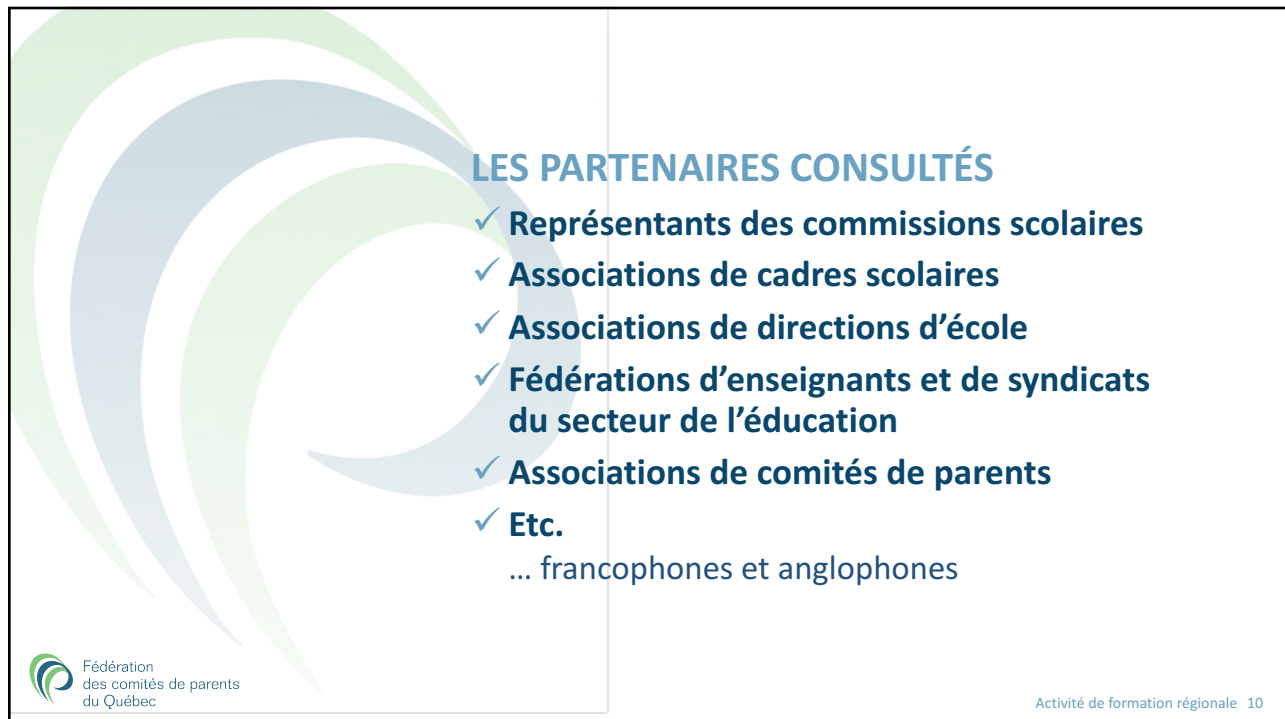 LES PARTENAIRES CONSULTÉS
✓ Représentants des commissions scolaires
✓ Associations de cadres scolaires
✓ Associations de directions d’école
✓ Fédérations d’enseignants et de syndicats
du secteur de l’éducation
✓ Associations de comités de parents
✓ Etc.
… francophones et anglophones
Fédération
des comités de parents
du Québec
Activité de formation régionale 10